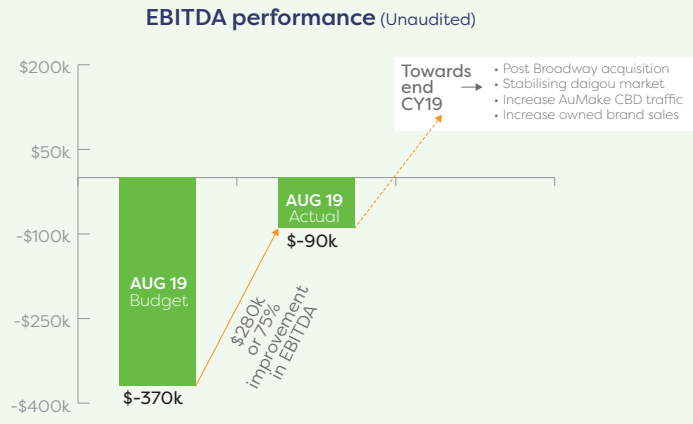 EBITDA performance (Unaudited)
$200k
$50k
-$100k
-$250k
-$400k
AUG 19
Budget
$-370k
$280k
or 75%
improvement
in EBITDA
AUG 19
Actual
$-90k
Towards
end
CY19
• Post Broadway acquisition
• Stabilising daigou market
• Increase AuMake CBD traffic
• Increase owned brand sales